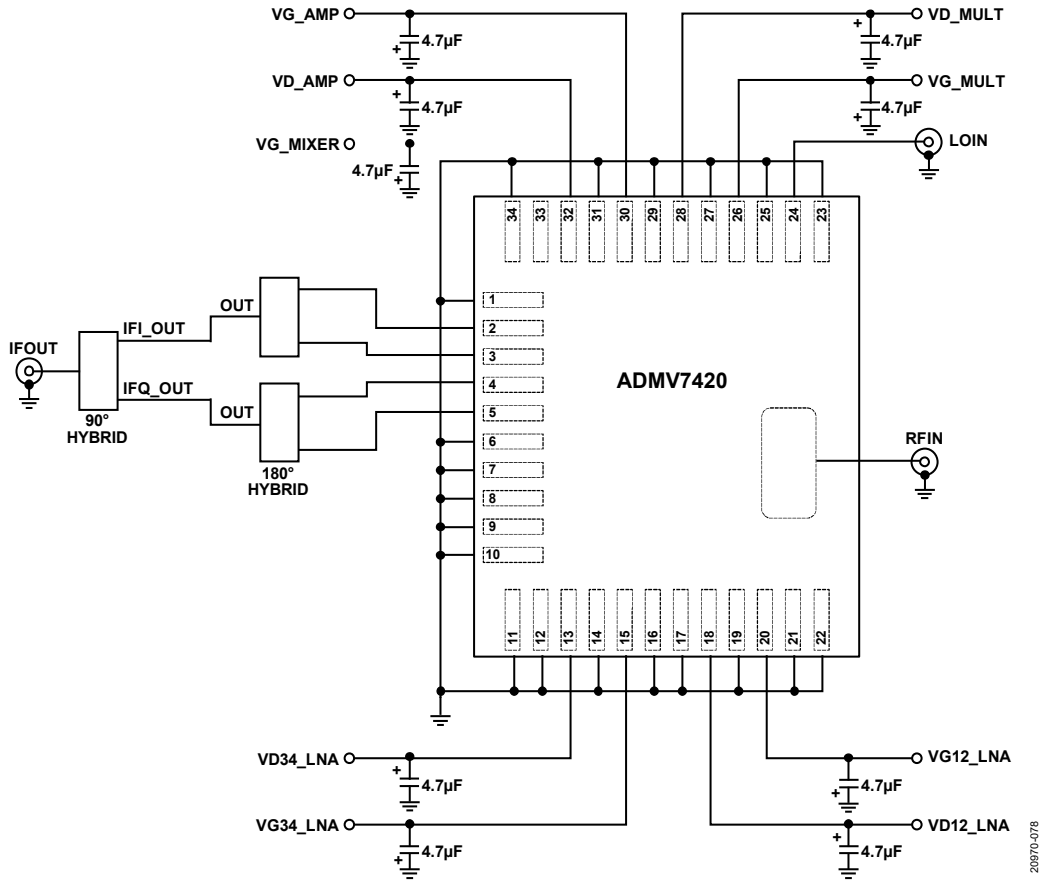 VG_AMP
VD_MULT
+ 4.7µF
+ 4.7µF
VD_AMP
VG_MULT
+ 4.7µF
+ 4.7µF
VG_MIXER
LOIN
4.7µF +
34 33 32 31 30 29 28 27 26 25 24 23
1
OUT
2
IFI_OUT
IFOUT
3
ADMV7420
4
IFQ_OUT
OUT
5
90°
HYBRID
6
RFIN
180°
HYBRID
7
8
9
10
11 12 13 14 15 16 17 18 19 20 21 22
VD34_LNA
VG12_LNA
+ 4.7µF
+ 4.7µF
VG34_LNA
VD12_LNA
+ 4.7µF
+ 4.7µF
20970-078